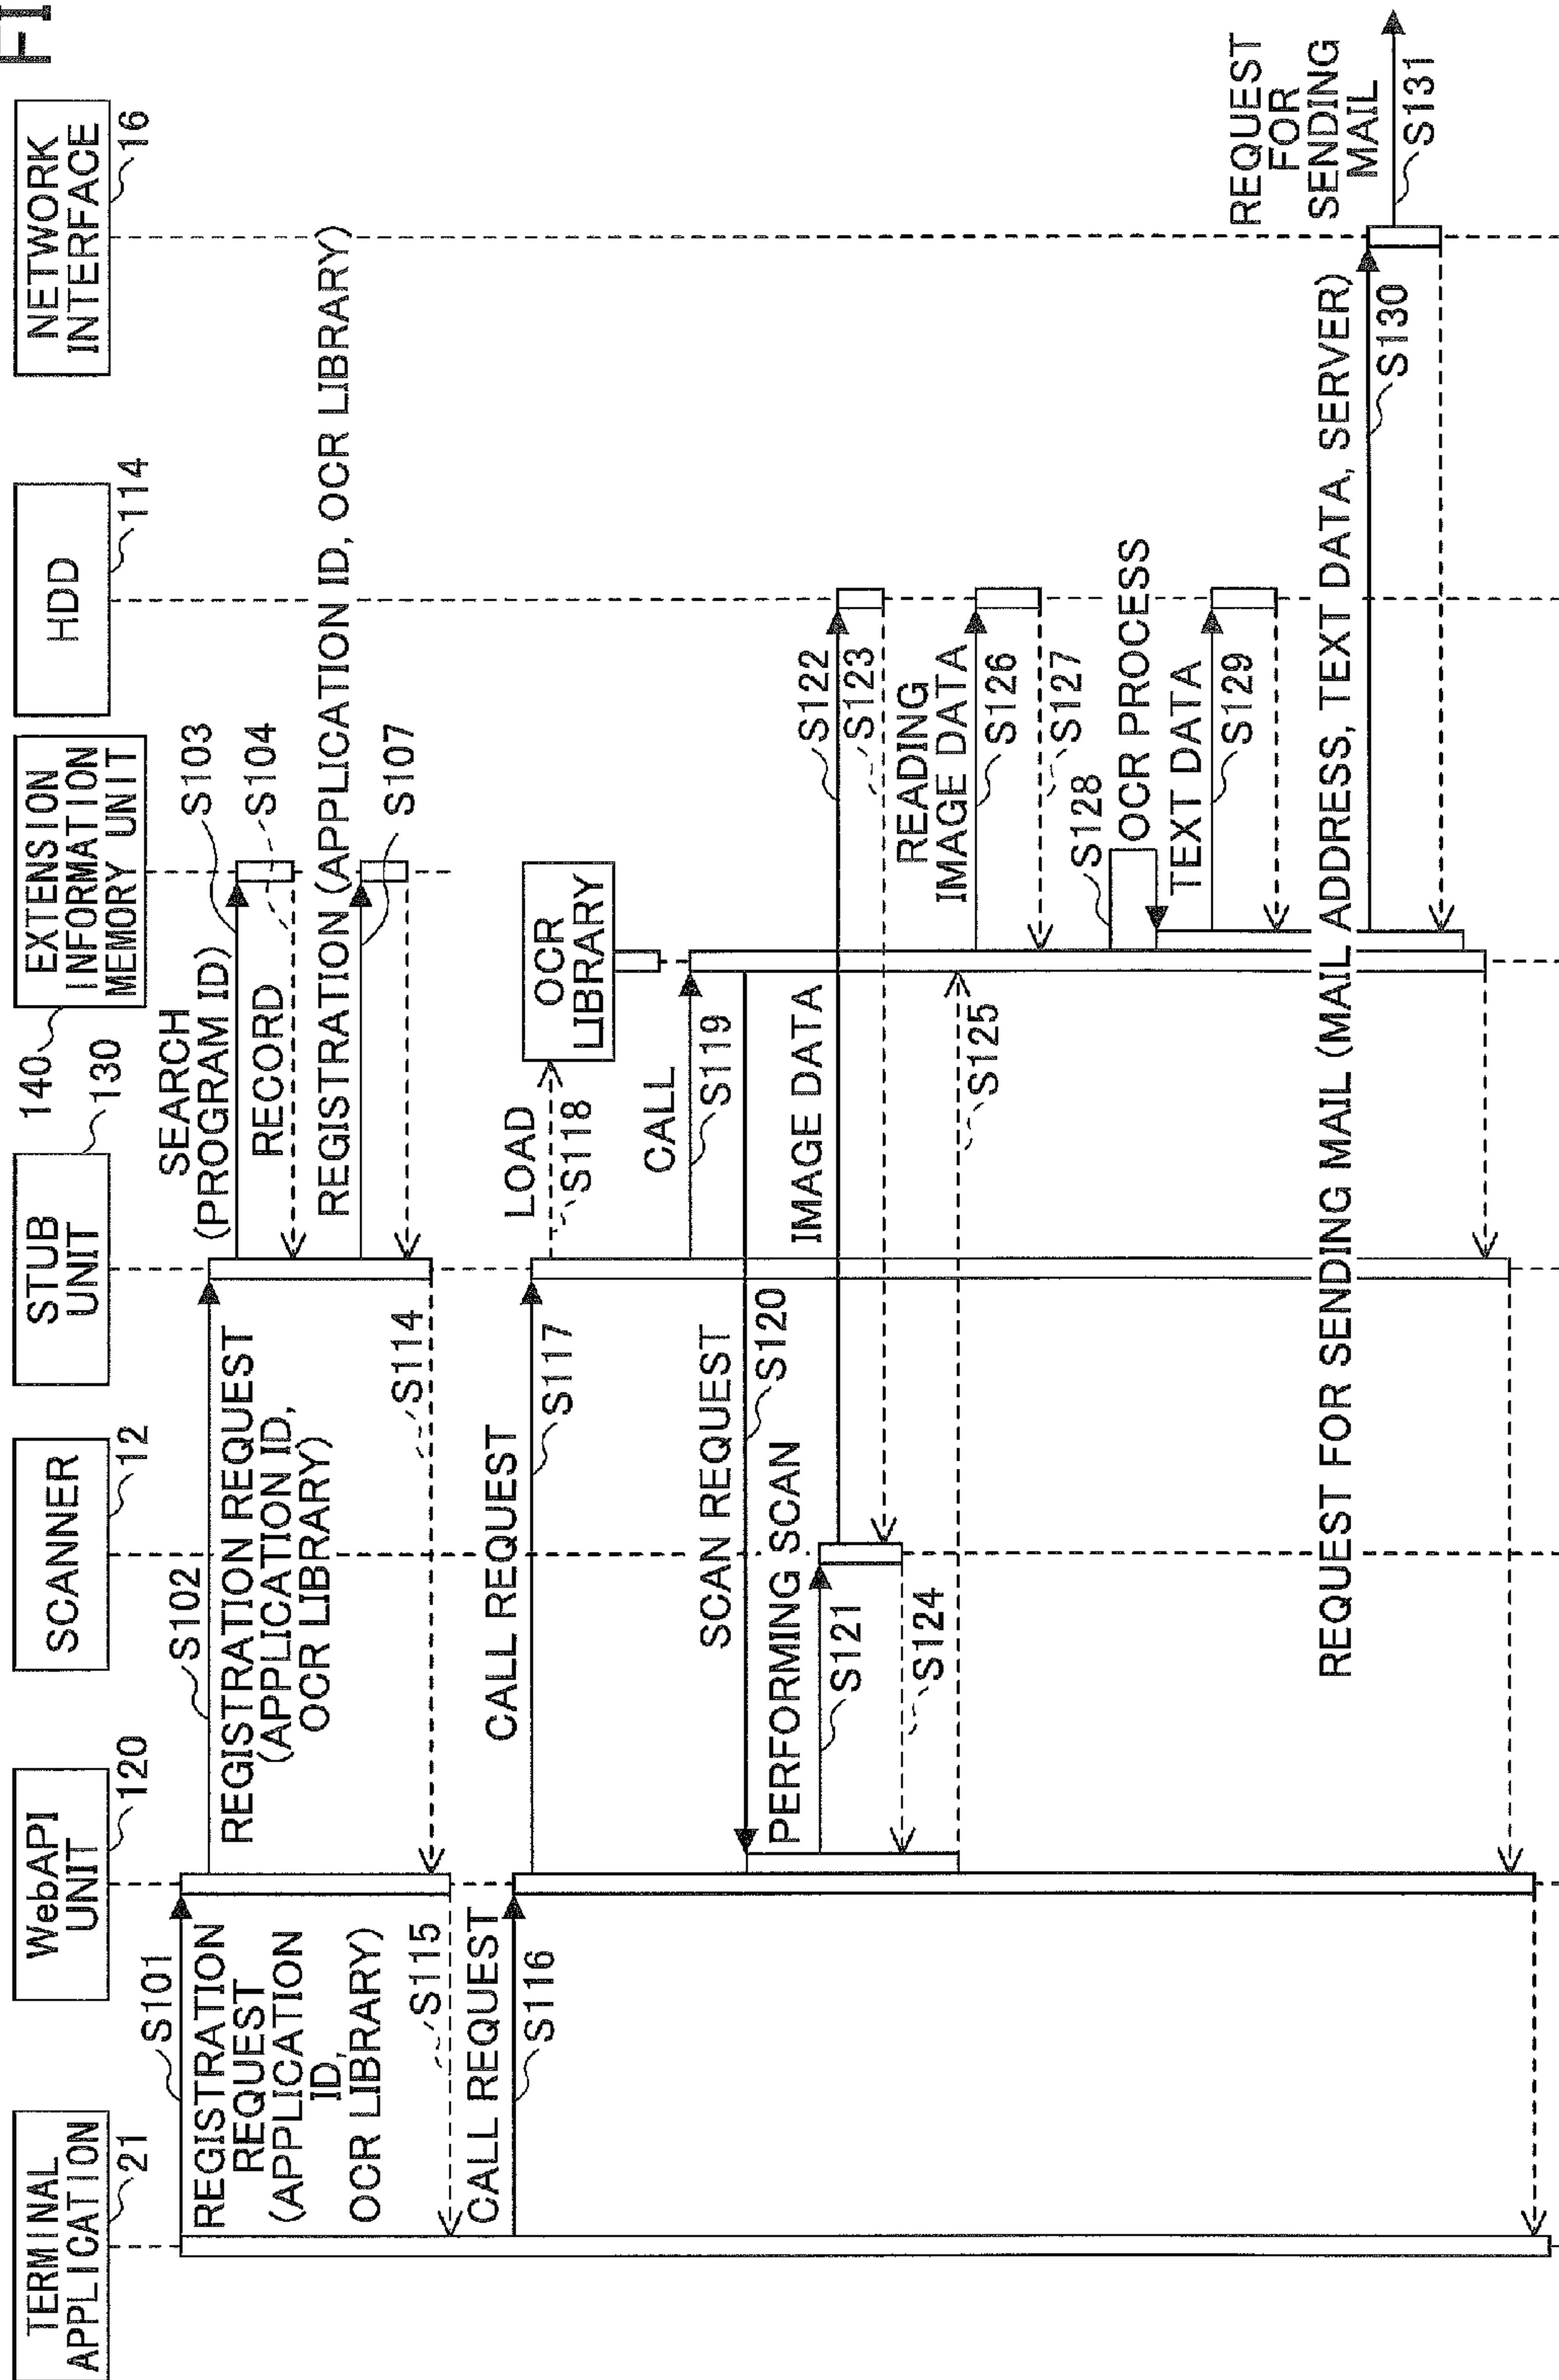 FI
TERMINAL
APPLICATION
21
WebAPI
UNIT
120
SCANNER
12
STUB
UNIT
130
EXTENSION
INFORMATION
MEMORY UNIT
140
HDD
114
NETWORK
INTERFACE
16
S101
REGISTRATION
REQUEST
(APPLICATION
ID,
OCR LIBRARY)
S102
REGISTRATION REQUEST
(APPLICATION ID,
OCR LIBRARY)
SEARCH
(PROGRAM ID)
S103
RECORD
S104
REGISTRATION (APPLICATION ID, OCR LIBRARY)
S107
S114
S115
CALL REQUEST
S116
CALL REQUEST
S117
LOAD
S118
OCR
LIBRARY
CALL
S119
SCAN REQUEST
S120
PERFORMING SCAN
S121
IMAGE DATA
S122
S123
S124
S125
READING
IMAGE DATA
S126
S127
S128
OCR PROCESS
TEXT DATA
S129
REQUEST FOR SENDING MAIL (MAIL ADDRESS, TEXT DATA, SERVER)
S130
REQUEST
FOR
SENDING
MAIL
S131